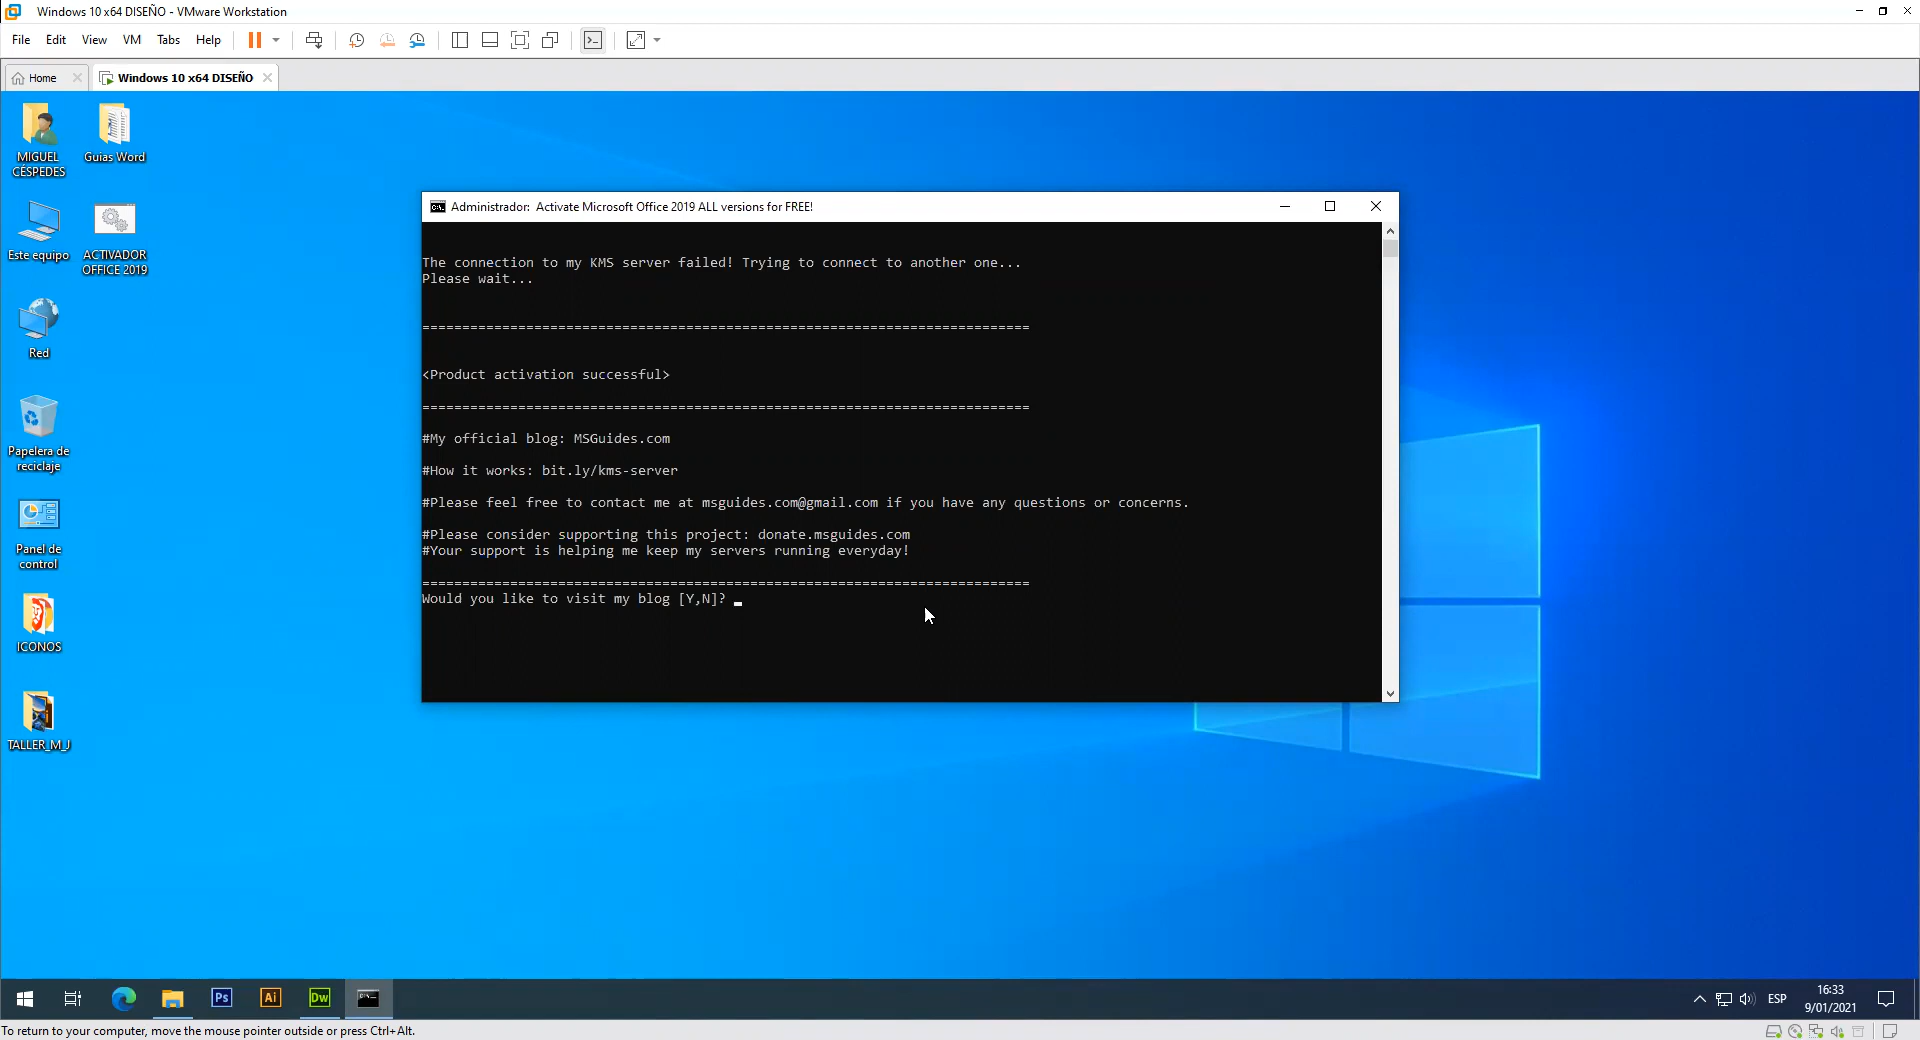 Windows 10 x64 DISEÑO - VMware Workstation
File Edit View VM Tabs Help
Home
Windows 10 x64 DISEÑO
MIGUEL CÉSPEDES
Guias Word
Este equipo
ACTIVADOR OFFICE 2019
Red
Papelera de reciclaje
Panel de control
ICONOS
TALLER_M_J
Administrador: Activate Microsoft Office 2019 ALL versions for FREE!
The connection to my KMS server failed! Trying to connect to another one...
Please wait...
============================================================================
<Product activation successful>
============================================================================
#My official blog: MSGuides.com
#How it works: bit.ly/kms-server
#Please feel free to contact me at msguides.com@gmail.com if you have any questions or concerns.
#Please consider supporting this project: donate.msguides.com
#Your support is helping me keep my servers running everyday!
============================================================================
Would you like to visit my blog [Y,N]?
Ps
Ai
Dw
ESP
16:33
9/01/2021
To return to your computer, move the mouse pointer outside or press Ctrl+Alt.